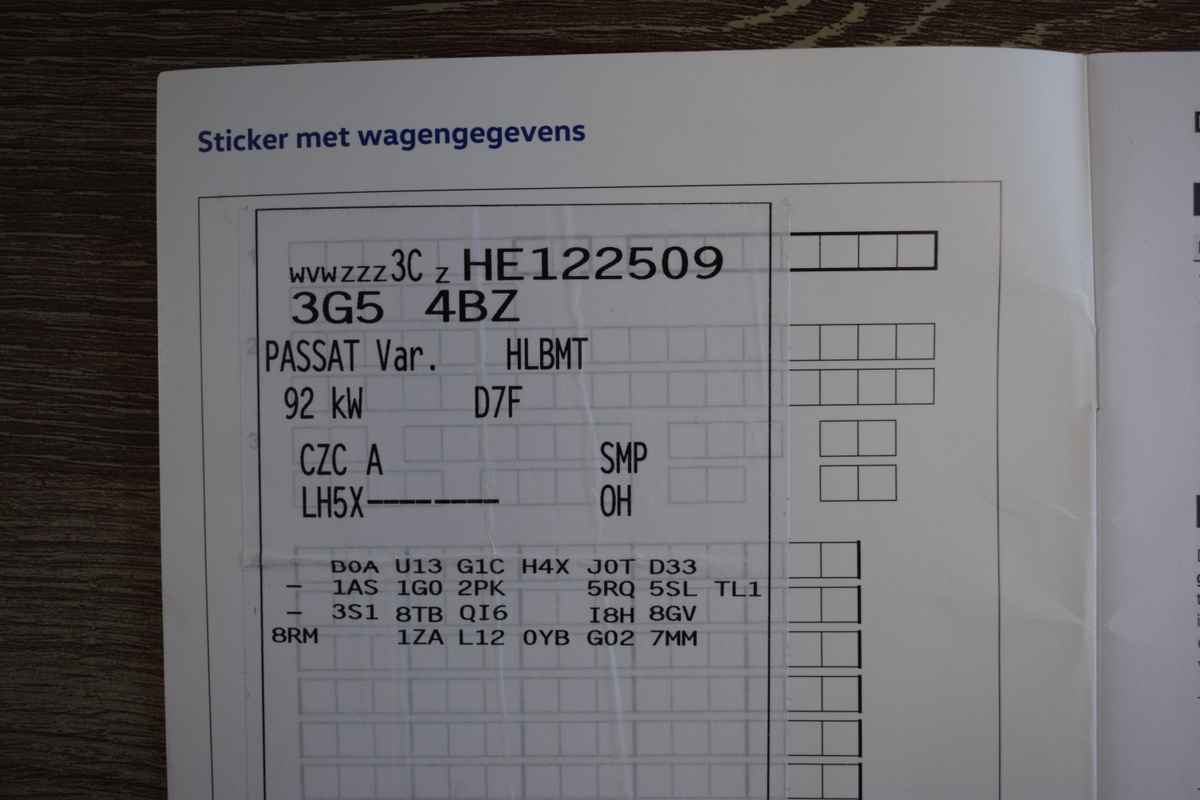 Sticker met wagengegevens
wvwzzz3C z HE122509
3G5 4BZ
PASSAT Var. HLBMT
92 kW D7F
CZC A SMP
LH5X-------- OH
B0A U13 G1C H4X J0T D33
- 1AS 1G0 2PK 5RQ 5SL TL1
- 3S1 8TB QI6 I8H 8GV
8RM 1ZA L12 0YB G02 7MM